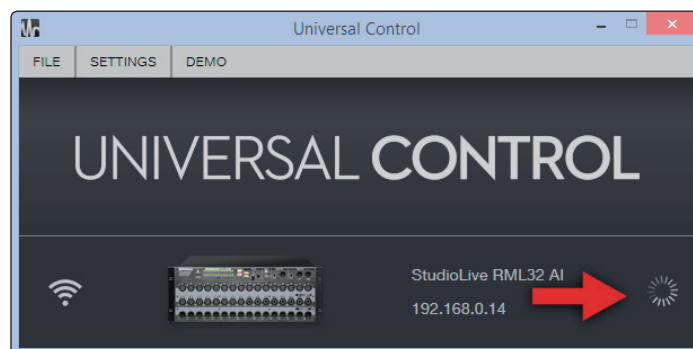 Universal Control
FILE SETTINGS DEMO
UNIVERSAL CONTROL
StudioLive RML32 AI
192.168.0.14